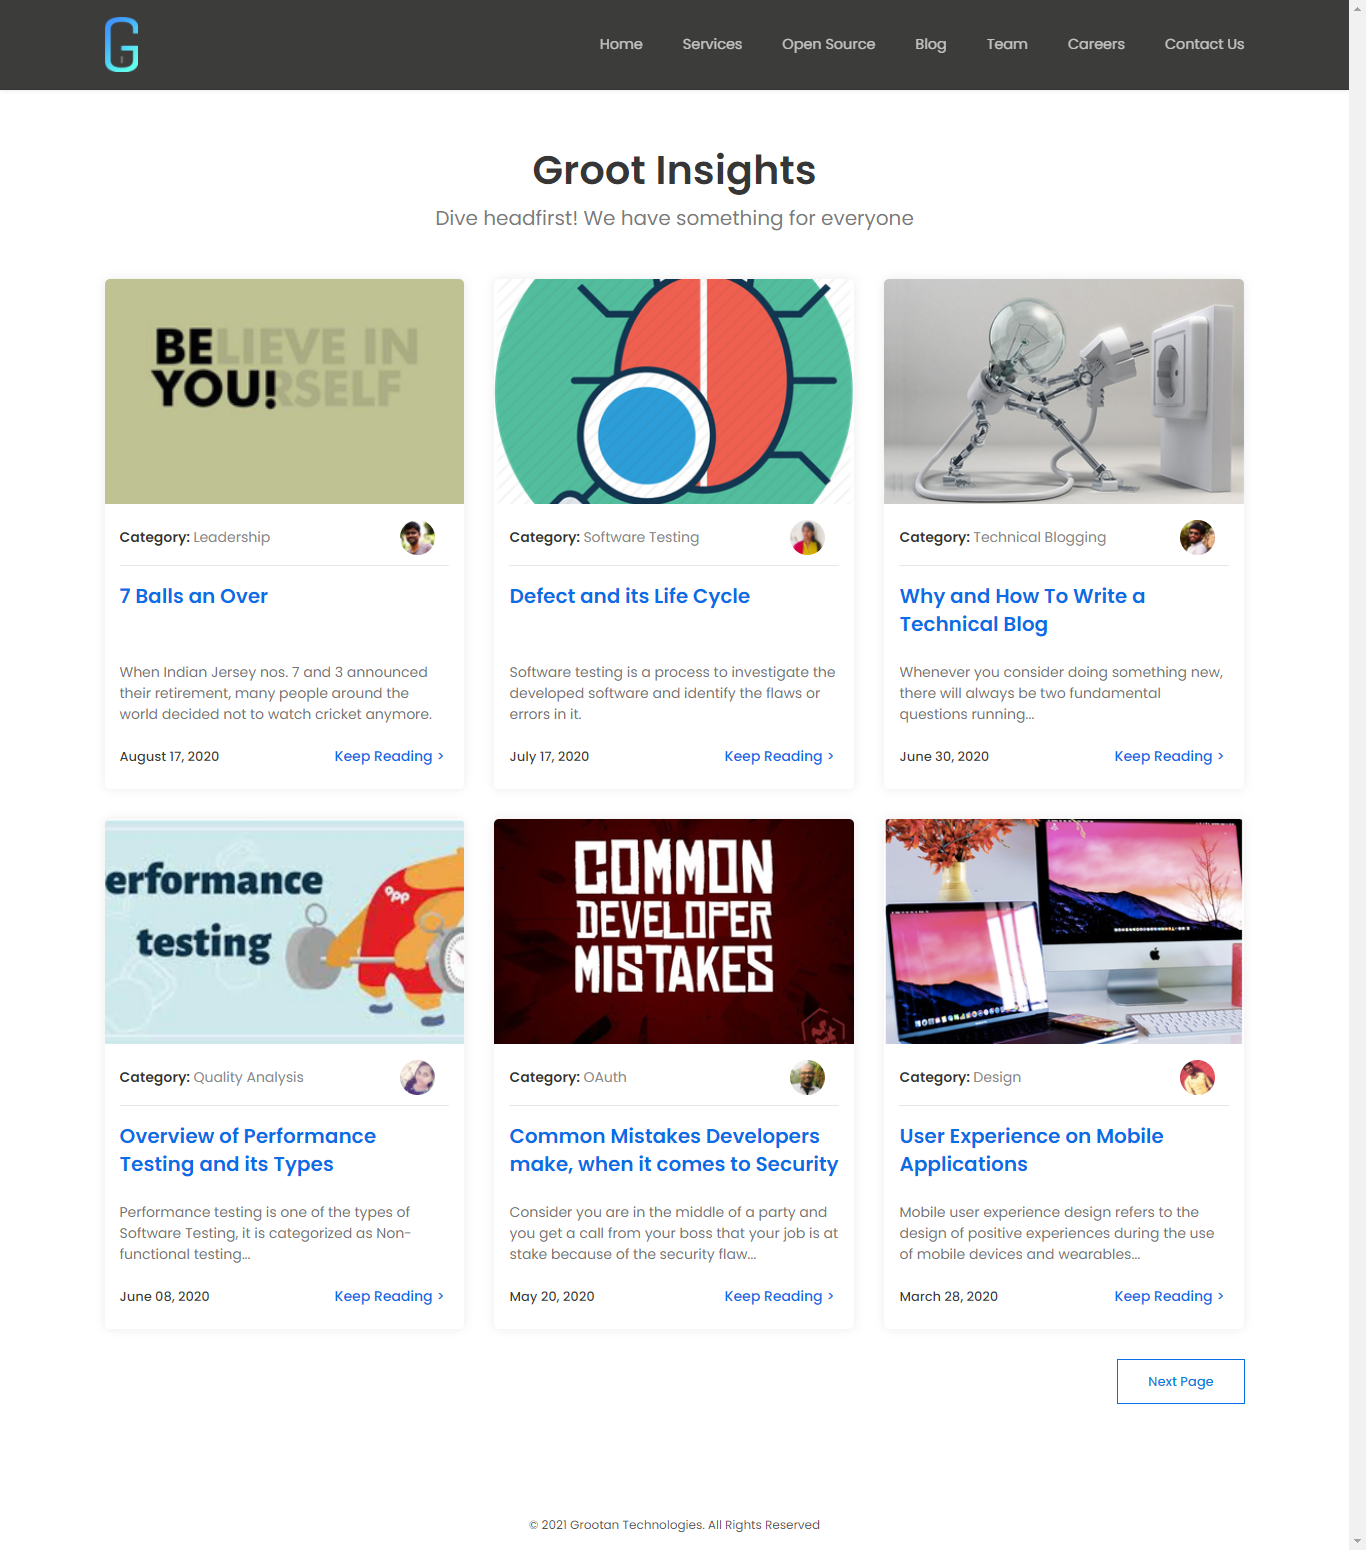 G
Home Services Open Source Blog Team Careers Contact Us
Groot Insights
Dive headfirst! We have something for everyone
BELIEVE IN
YOU!RSELF
Category: Leadership
7 Balls an Over
When Indian Jersey nos. 7 and 3 announced
their retirement, many people around the
world decided not to watch cricket anymore.
August 17, 2020 Keep Reading >
Category: Software Testing
Defect and its Life Cycle
Software testing is a process to investigate the
developed software and identify the flaws or
errors in it.
July 17, 2020 Keep Reading >
Category: Technical Blogging
Why and How To Write a
Technical Blog
Whenever you consider doing something new,
there will always be two fundamental
questions running...
June 30, 2020 Keep Reading >
erformance
testing
app
Category: Quality Analysis
Overview of Performance
Testing and its Types
Performance testing is one of the types of
Software Testing, it is categorized as Non-
functional testing...
June 08, 2020 Keep Reading >
COMMON
DEVELOPER
MISTAKES
Category: OAuth
Common Mistakes Developers
make, when it comes to Security
Consider you are in the middle of a party and
you get a call from your boss that your job is at
stake because of the security flaw...
May 20, 2020 Keep Reading >
Category: Design
User Experience on Mobile
Applications
Mobile user experience design refers to the
design of positive experiences during the use
of mobile devices and wearables...
March 28, 2020 Keep Reading >
Next Page
© 2021 Grootan Technologies. All Rights Reserved